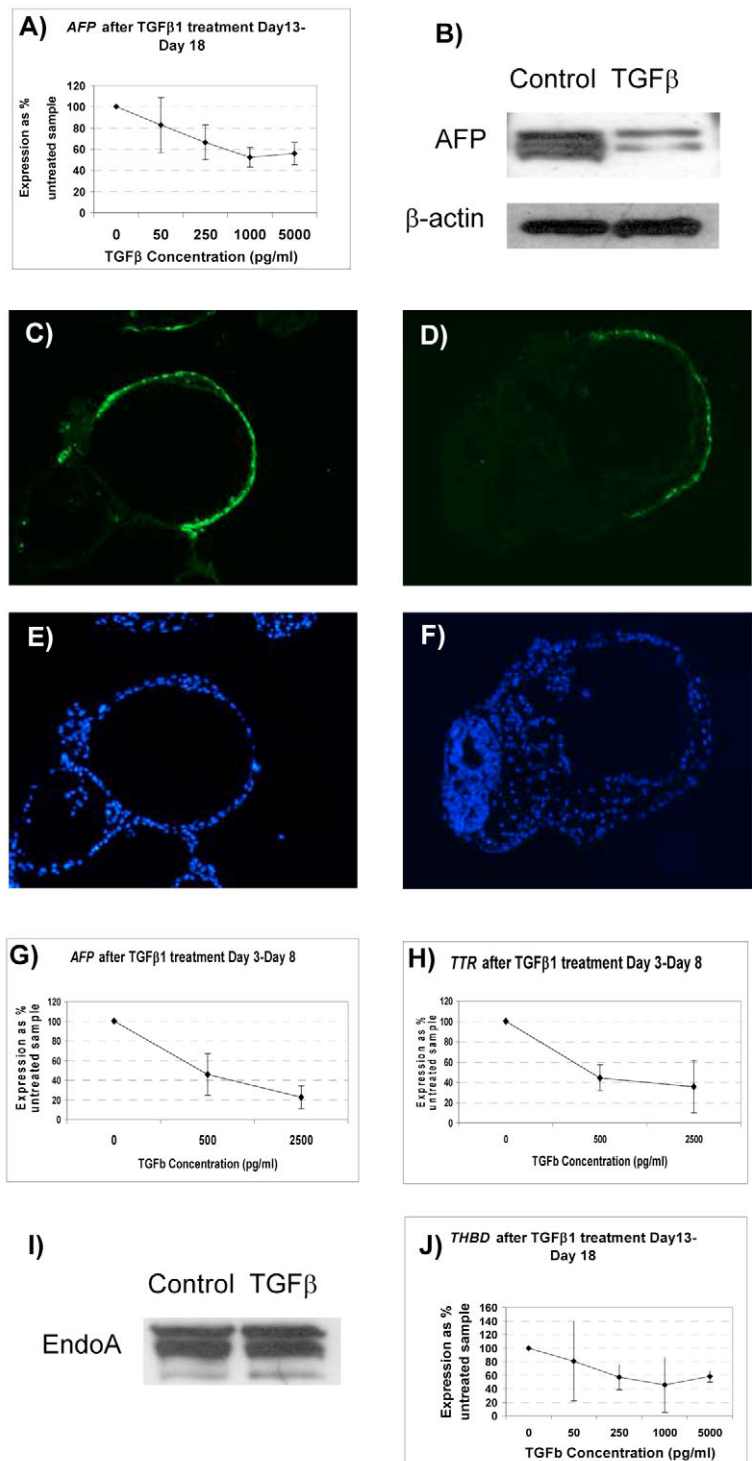 A)
AFP after TGFβ1 treatment Day13-
Day 18
Expression as %
untreated sample
120
100
80
60
40
20
0
0 50 250 1000 5000
TGFβ Concentration (pg/ml)
B)
Control TGFβ
AFP
β-actin
C)
D)
E)
F)
G)
AFP after TGFβ1 treatment Day 3-Day 8
Expression as %
untreated sample
120
100
80
60
40
20
0
0 500 2500
TGFb Concentration (pg/ml)
H)
TTR after TGFβ1 treatment Day 3-Day 8
Expression as %
untreated sample
120
100
80
60
40
20
0
0 500 2500
TGFb Concentration (pg/ml)
I)
Control TGFβ
EndoA
J)
THBD after TGFβ1 treatment Day13-
Day 18
Expression as %
untreated sample
160
140
120
100
80
60
40
20
0
0 50 250 1000 5000
TGFb Concentration (pg/ml)